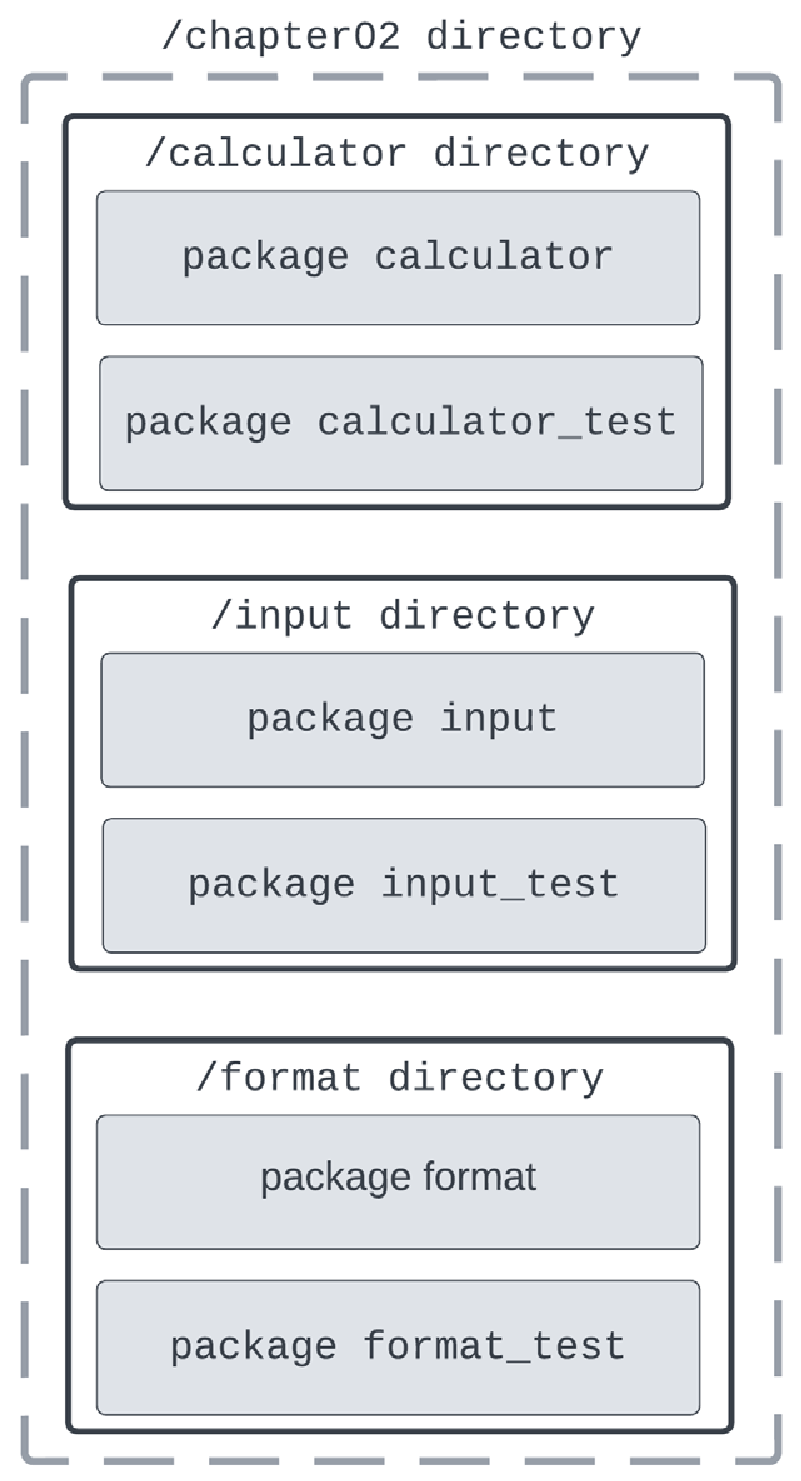 /chapter02 directory
/calculator directory
package calculator
package calculator_test
/input directory
package input
package input_test
/format directory
package format
package format_test